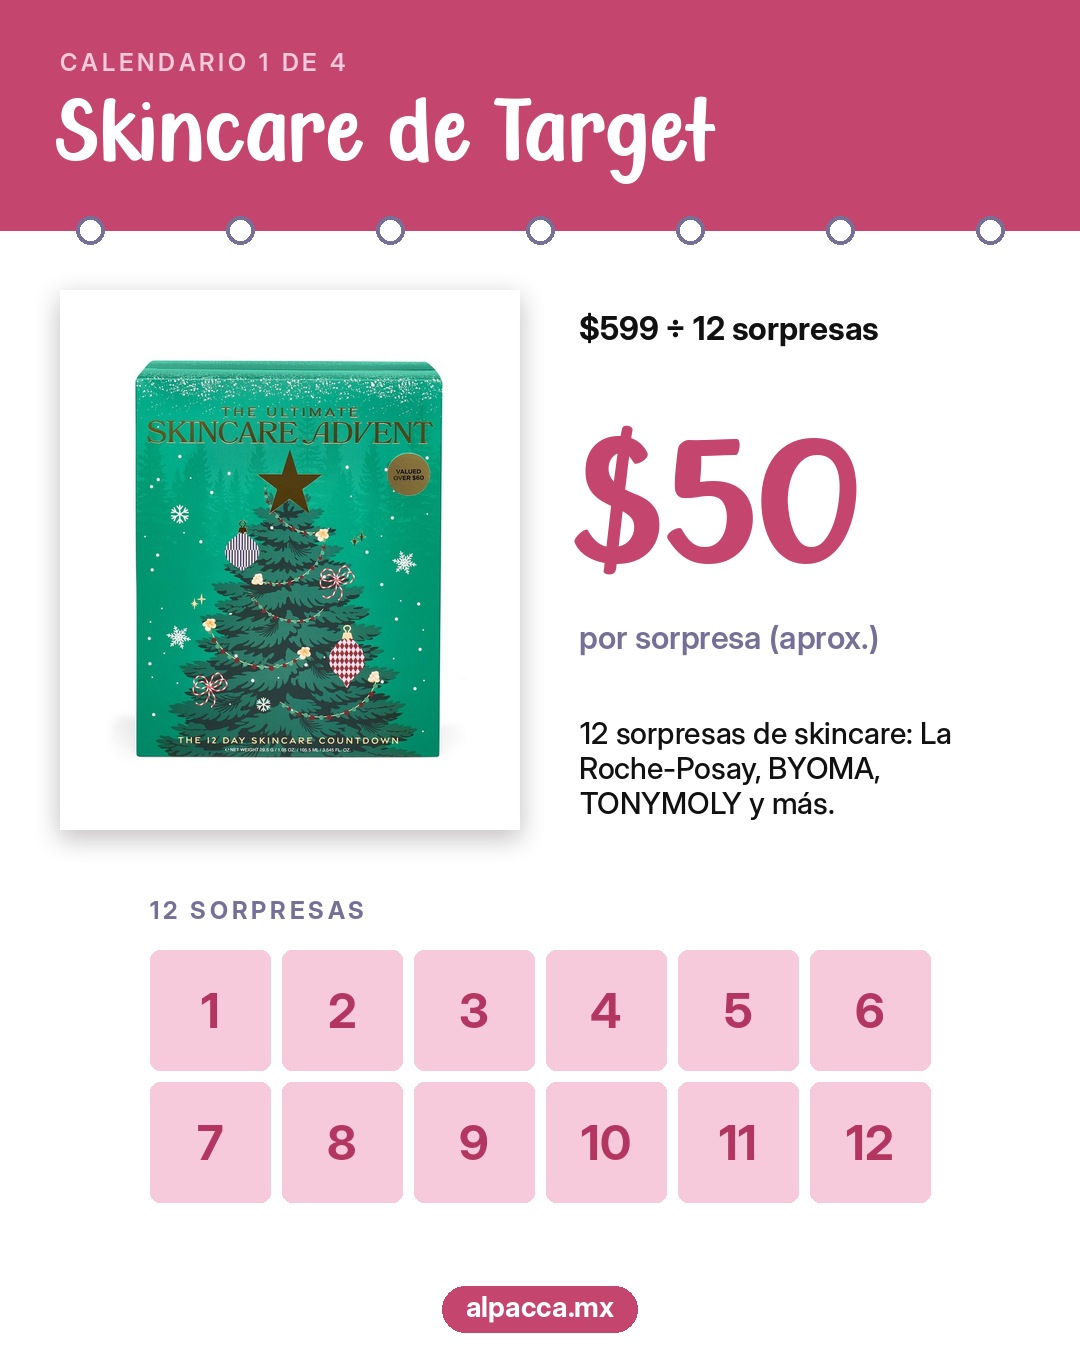 CALENDARIO 1 DE 4
Skincare de Target
$599 ÷ 12 sorpresas
$50
por sorpresa (aprox.)
12 sorpresas de skincare: La
Roche-Posay, BYOMA,
TONYMOLY y más.
THE ULTIMATE
SKINCARE ADVENT
VALUED
OVER $60
THE 12 DAY SKINCARE COUNTDOWN
12 SORPRESAS
1 2 3 4 5 6
7 8 9 10 11 12
alpacca.mx